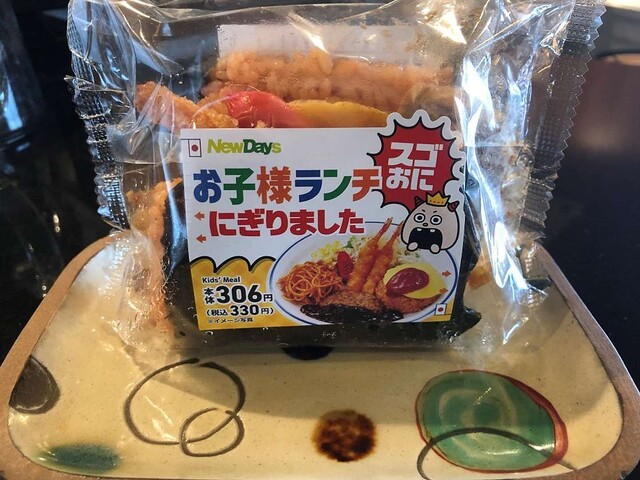 NewDays
スゴ
おに
お子様ランチ
にぎりました
Kids' Meal
本体306円
(税込 330円)
※イメージ写真